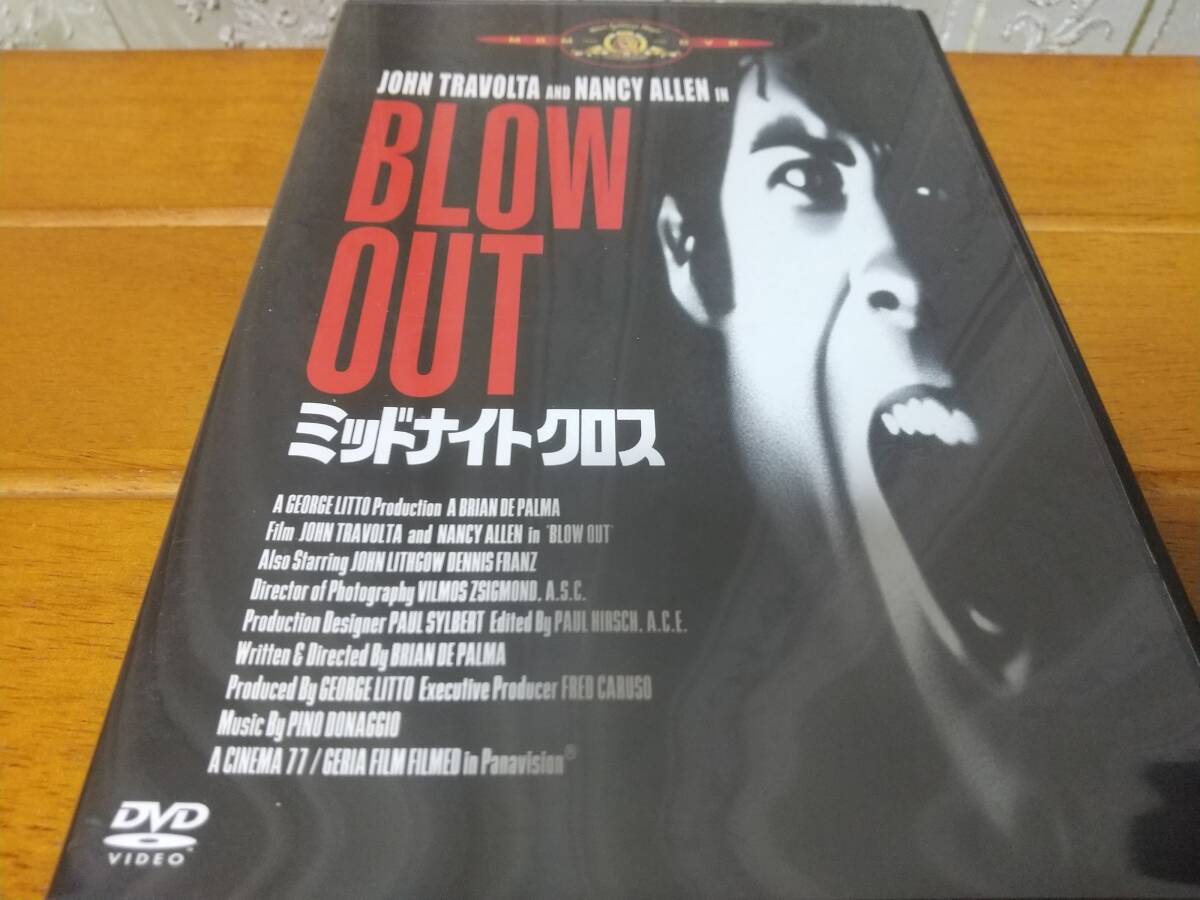 MGM DVD
JOHN TRAVOLTA AND NANCY ALLEN IN
BLOW
OUT
ミッドナイトクロス
A GEORGE LITTO Production A BRIAN DE PALMA
Film JOHN TRAVOLTA and NANCY ALLEN in "BLOW OUT"
Also Starring JOHN LITHGOW DENNIS FRANZ
Director of Photography VILMOS ZSIGMOND, A.S.C.
Production Designer PAUL SYLBERT Edited By PAUL HIRSCH, A.C.E.
Written & Directed By BRIAN DE PALMA
Produced By GEORGE LITTO Executive Producer FRED CARUSO
Music By PINO DONAGGIO
A CINEMA 77 / GERIA FILM FILMED in Panavision®
DVD
VIDEO™